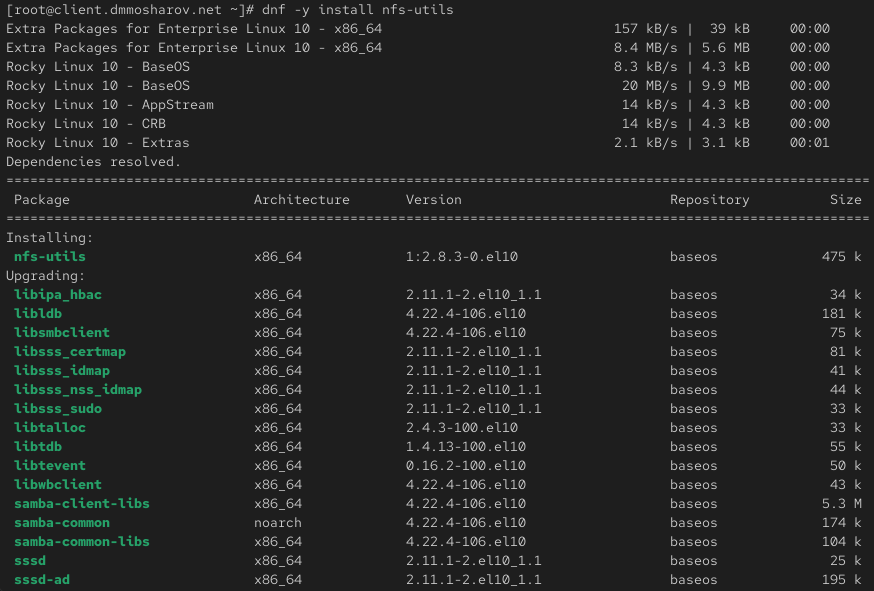 [root@client.dmmosharov.net ~]# dnf -y install nfs-utils
Extra Packages for Enterprise Linux 10 - x86_64 157 kB/s | 39 kB 00:00
Extra Packages for Enterprise Linux 10 - x86_64 8.4 MB/s | 5.6 MB 00:00
Rocky Linux 10 - BaseOS 8.3 kB/s | 4.3 kB 00:00
Rocky Linux 10 - BaseOS 20 MB/s | 9.9 MB 00:00
Rocky Linux 10 - AppStream 14 kB/s | 4.3 kB 00:00
Rocky Linux 10 - CRB 14 kB/s | 4.3 kB 00:00
Rocky Linux 10 - Extras 2.1 kB/s | 3.1 kB 00:01
Dependencies resolved.
============================================================================================================
Package Architecture Version Repository Size
============================================================================================================
Installing:
nfs-utils x86_64 1:2.8.3-0.el10 baseos 475 k
Upgrading:
libipa_hbac x86_64 2.11.1-2.el10_1.1 baseos 34 k
libldb x86_64 4.22.4-106.el10 baseos 181 k
libsmbclient x86_64 4.22.4-106.el10 baseos 75 k
libsss_certmap x86_64 2.11.1-2.el10_1.1 baseos 81 k
libsss_idmap x86_64 2.11.1-2.el10_1.1 baseos 41 k
libsss_nss_idmap x86_64 2.11.1-2.el10_1.1 baseos 44 k
libsss_sudo x86_64 2.11.1-2.el10_1.1 baseos 33 k
libtalloc x86_64 2.4.3-100.el10 baseos 33 k
libtdb x86_64 1.4.13-100.el10 baseos 55 k
libtevent x86_64 0.16.2-100.el10 baseos 50 k
libwbclient x86_64 4.22.4-106.el10 baseos 43 k
samba-client-libs x86_64 4.22.4-106.el10 baseos 5.3 M
samba-common noarch 4.22.4-106.el10 baseos 174 k
samba-common-libs x86_64 4.22.4-106.el10 baseos 104 k
sssd x86_64 2.11.1-2.el10_1.1 baseos 25 k
sssd-ad x86_64 2.11.1-2.el10_1.1 baseos 195 k